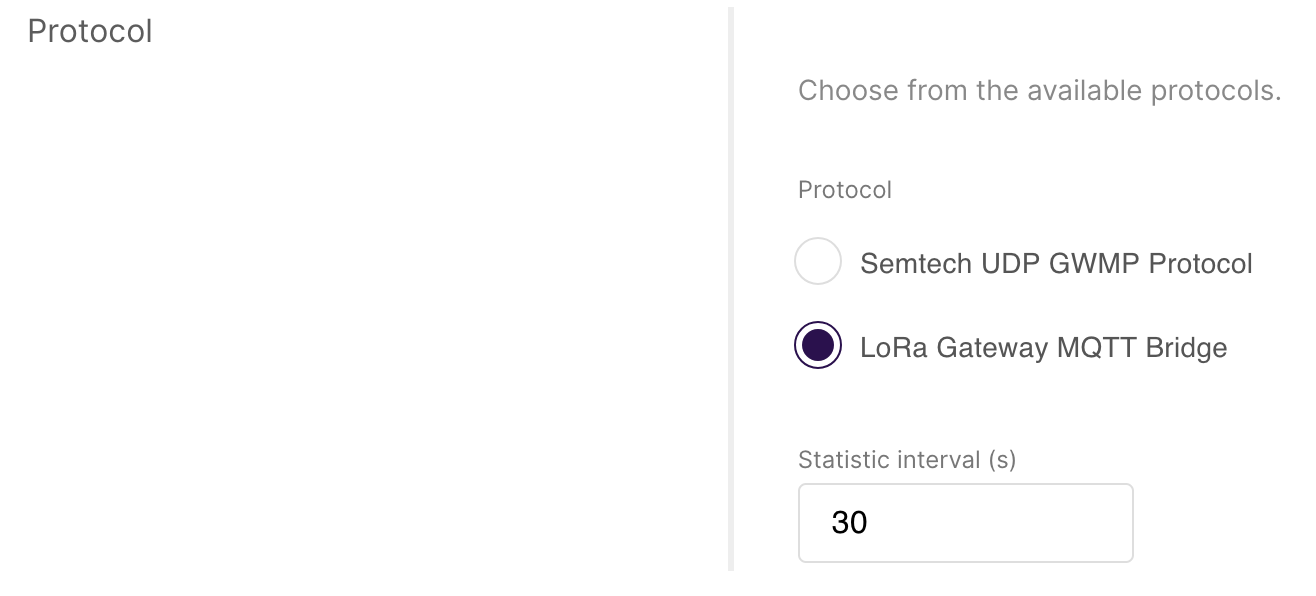 Protocol
Choose from the available protocols.
Protocol
Semtech UDP GWMP Protocol
LoRa Gateway MQTT Bridge
Statistic interval (s)
30